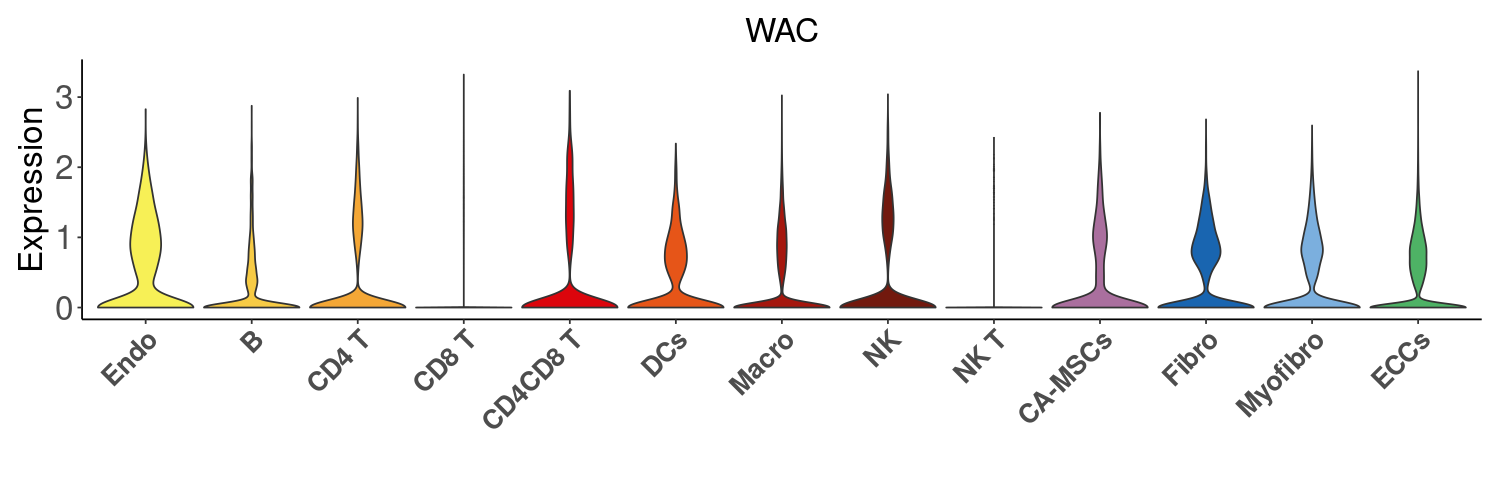 WAC
Expression
3
2
1
0
Endo
B
CD4 T
CD8 T
CD4CD8 T
DCs
Macro
NK
NK T
CA-MSCs
Fibro
Myofibro
ECCs